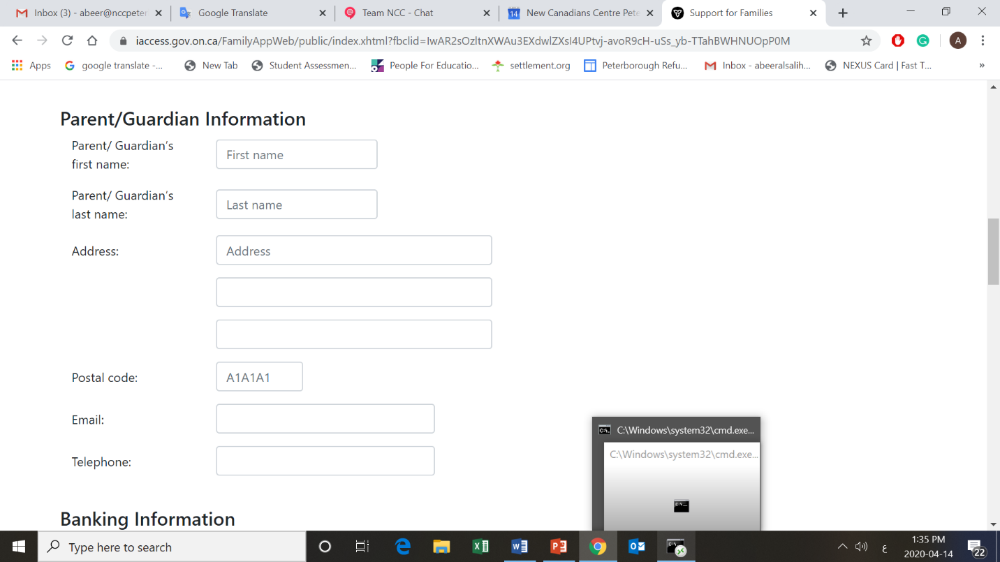 Inbox (3) - abeer@nccpeter
Google Translate
Team NCC - Chat
14
New Canadians Centre Pete
Support for Families
iaccess.gov.on.ca/FamilyAppWeb/public/index.xhtml?fbclid=IwAR2sOzltnXWAu3EXdwlZXsI4UPtvj-avoR9cH-uSs_yb-TTahBWHNUOpP0M
A
Apps
google translate -...
New Tab
Student Assessmen...
People For Educatio...
settlement.org
Peterborough Refu...
Inbox - abeeralsalih...
NEXUS Card | Fast T...
»
Parent/Guardian Information
Parent/ Guardian's
first name:
First name
Parent/ Guardian's
last name:
Last name
Address:
Address
Postal code:
A1A1A1
Email:
Telephone:
Banking Information
C:\Windows\system32\cmd.exe...
C:\Windows\system32\cmd.exe...
Type here to search
ع
1:35 PM
2020-04-14
22